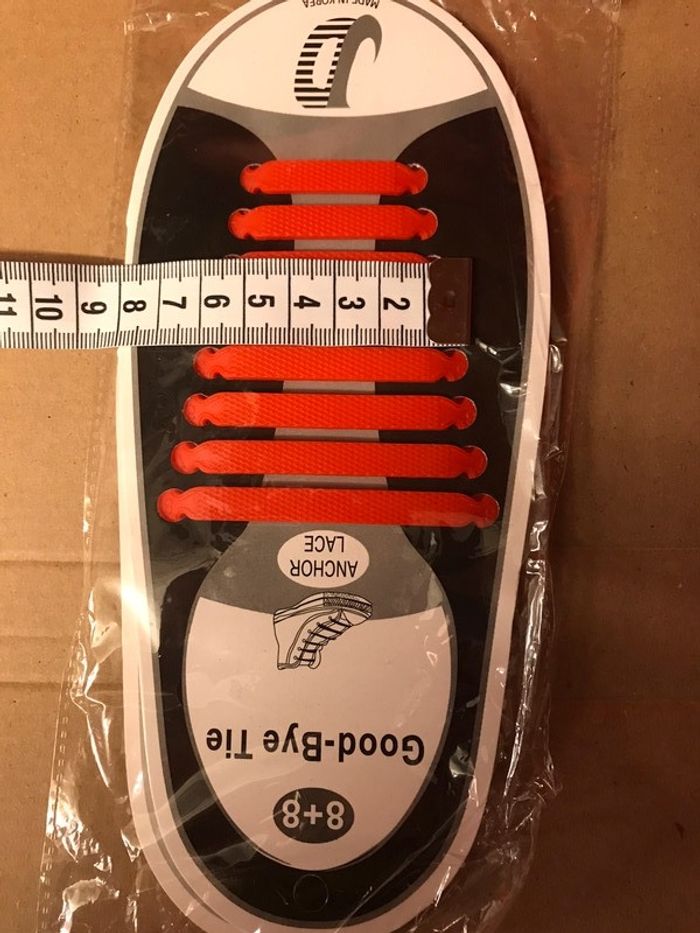 8+8
Good-Bye Tie
ANCHOR
LACE
2 3 4 5 6 7 8 9 10 11
MADE IN KOREA